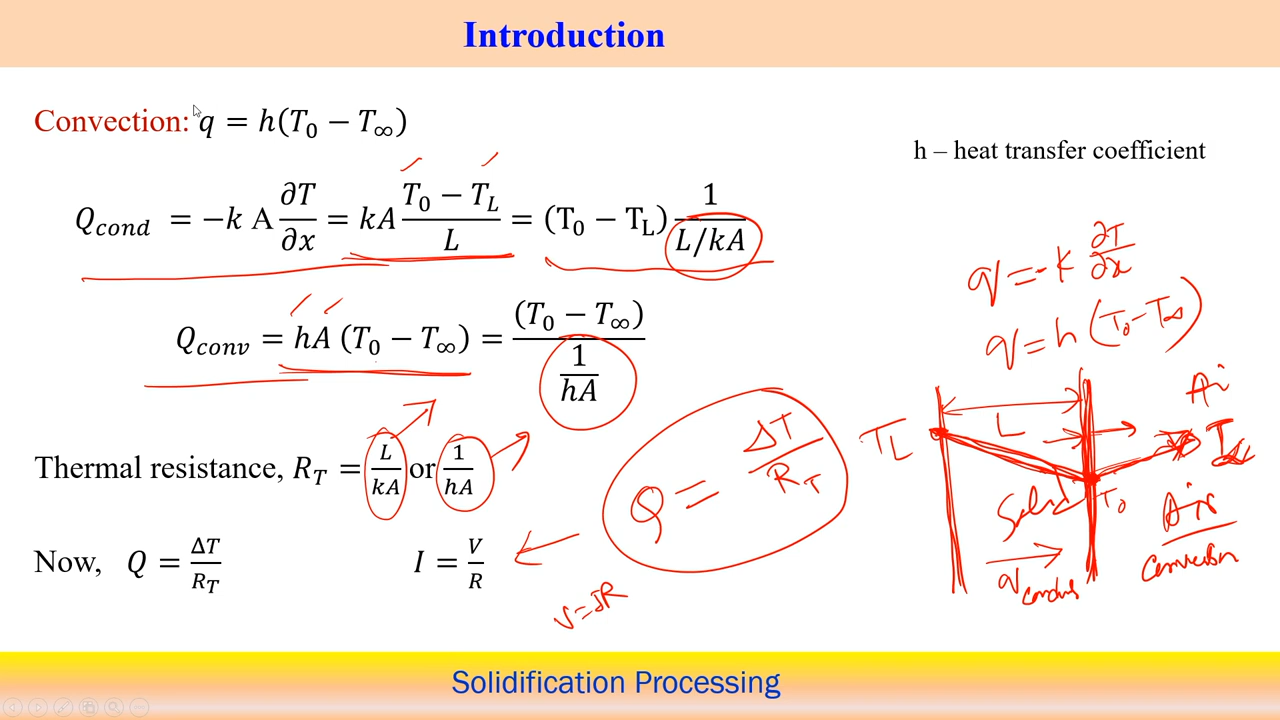 Introduction
Convection: q = h(T₀ − T∞)
h – heat transfer coefficient
Q_cond = −k A ∂T/∂x = kA (T₀ − T_L)/L = (T₀ − T_L) 1/(L/kA)
q = -k ∂T/∂x
Q_conv = hA (T₀ − T∞) = (T₀ − T∞)/(1/hA)
q = h (T₀ - T∞)
Thermal resistance, R_T = L/kA or 1/hA
Q = ΔT/R_T
T_L
L
Solid
T₀
Air
Convection
Now, Q = ΔT/R_T
I = V/R
V=IR
Solidification Processing